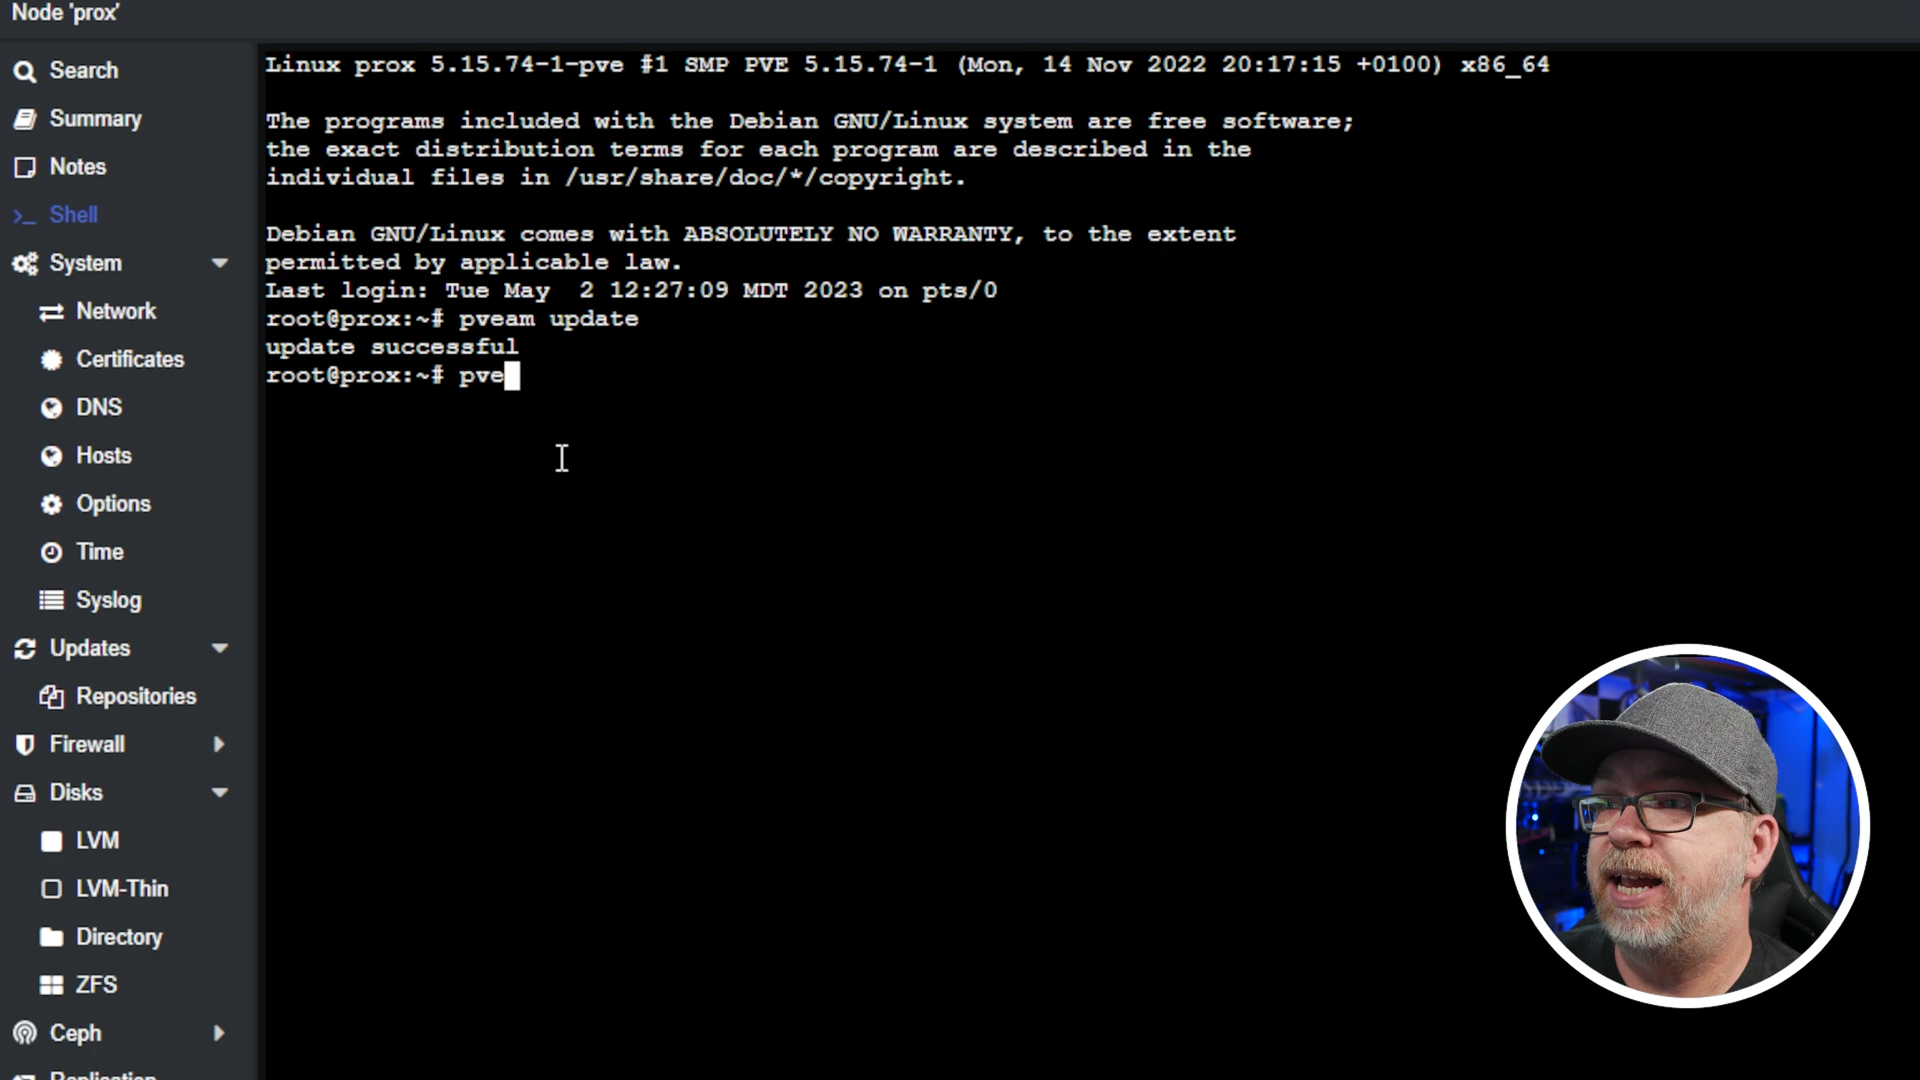 Node 'prox'
Search
Summary
Notes
Shell
System
Network
Certificates
DNS
Hosts
Options
Time
Syslog
Updates
Repositories
Firewall
Disks
LVM
LVM-Thin
Directory
ZFS
Ceph
Replication
Linux prox 5.15.74-1-pve #1 SMP PVE 5.15.74-1 (Mon, 14 Nov 2022 20:17:15 +0100) x86_64
The programs included with the Debian GNU/Linux system are free software;
the exact distribution terms for each program are described in the
individual files in /usr/share/doc/*/copyright.
Debian GNU/Linux comes with ABSOLUTELY NO WARRANTY, to the extent
permitted by applicable law.
Last login: Tue May  2 12:27:09 MDT 2023 on pts/0
root@prox:~# pveam update
update successful
root@prox:~# pve